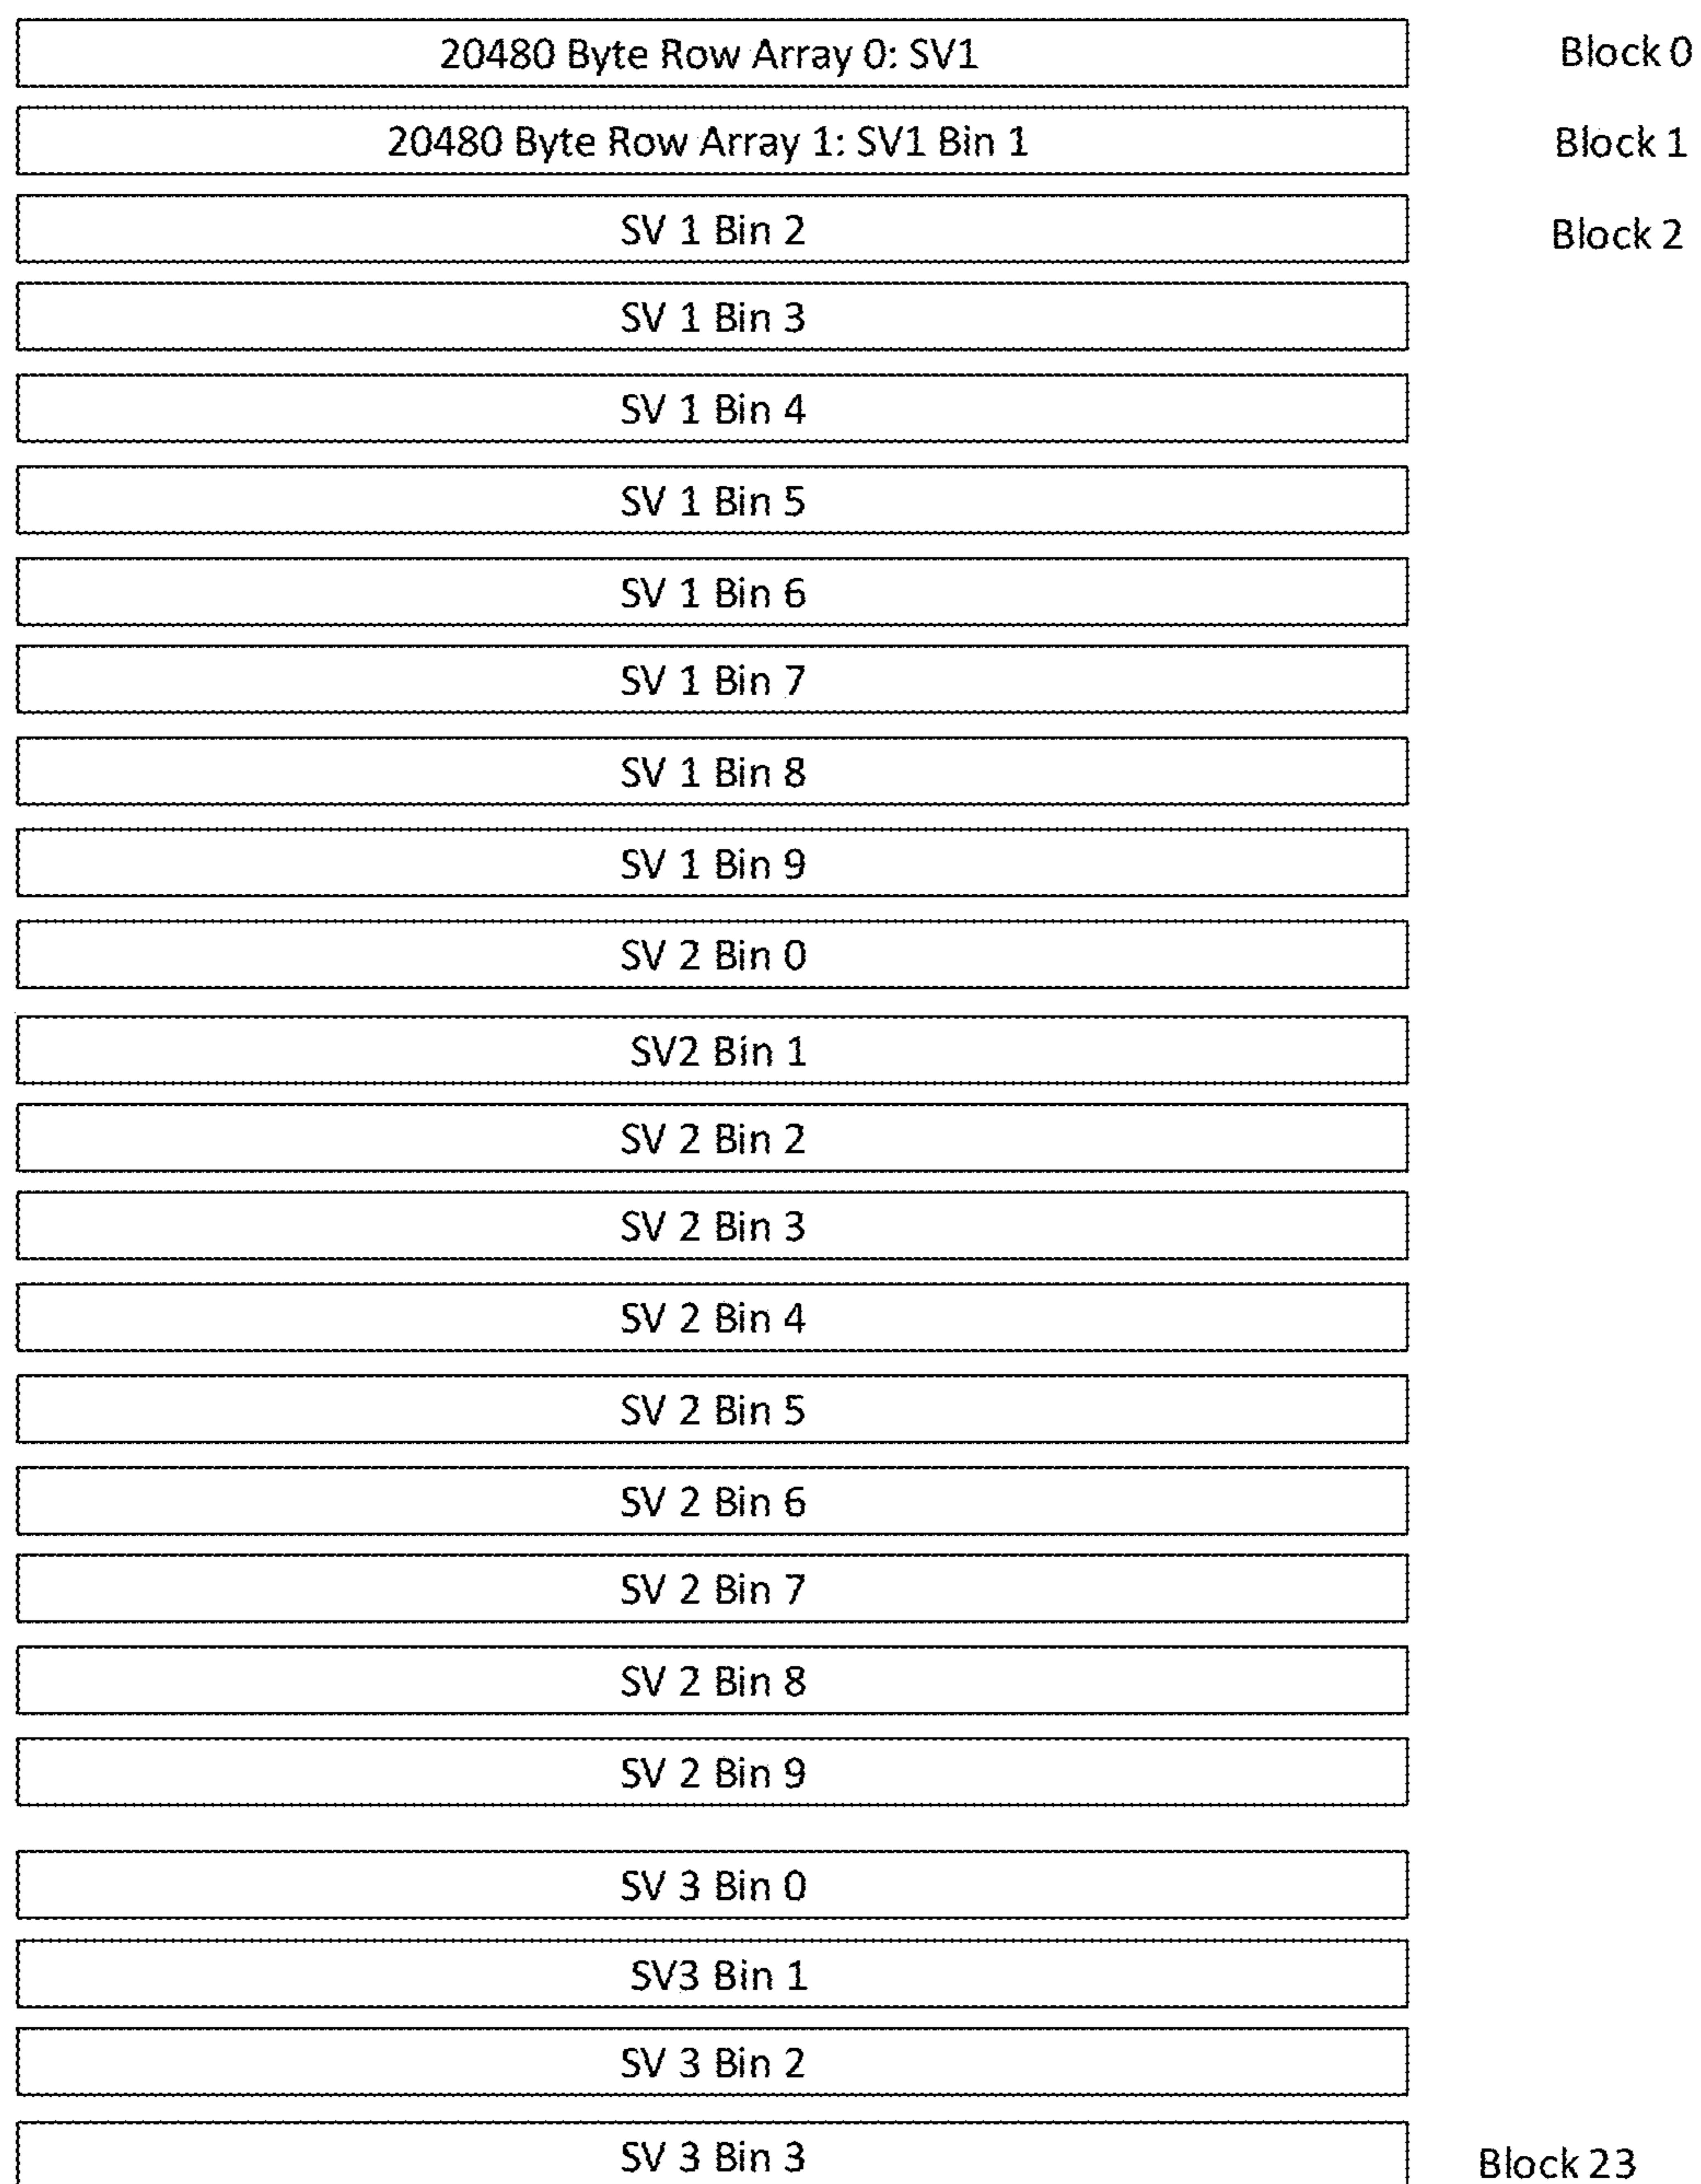 20480 Byte Row Array 0: SV1 Block 0
20480 Byte Row Array 1: SV1 Bin 1 Block 1
SV 1 Bin 2 Block 2
SV 1 Bin 3
SV 1 Bin 4
SV 1 Bin 5
SV 1 Bin 6
SV 1 Bin 7
SV 1 Bin 8
SV 1 Bin 9
SV 2 Bin 0
SV2 Bin 1
SV 2 Bin 2
SV 2 Bin 3
SV 2 Bin 4
SV 2 Bin 5
SV 2 Bin 6
SV 2 Bin 7
SV 2 Bin 8
SV 2 Bin 9
SV 3 Bin 0
SV3 Bin 1
SV 3 Bin 2
SV 3 Bin 3 Block 23